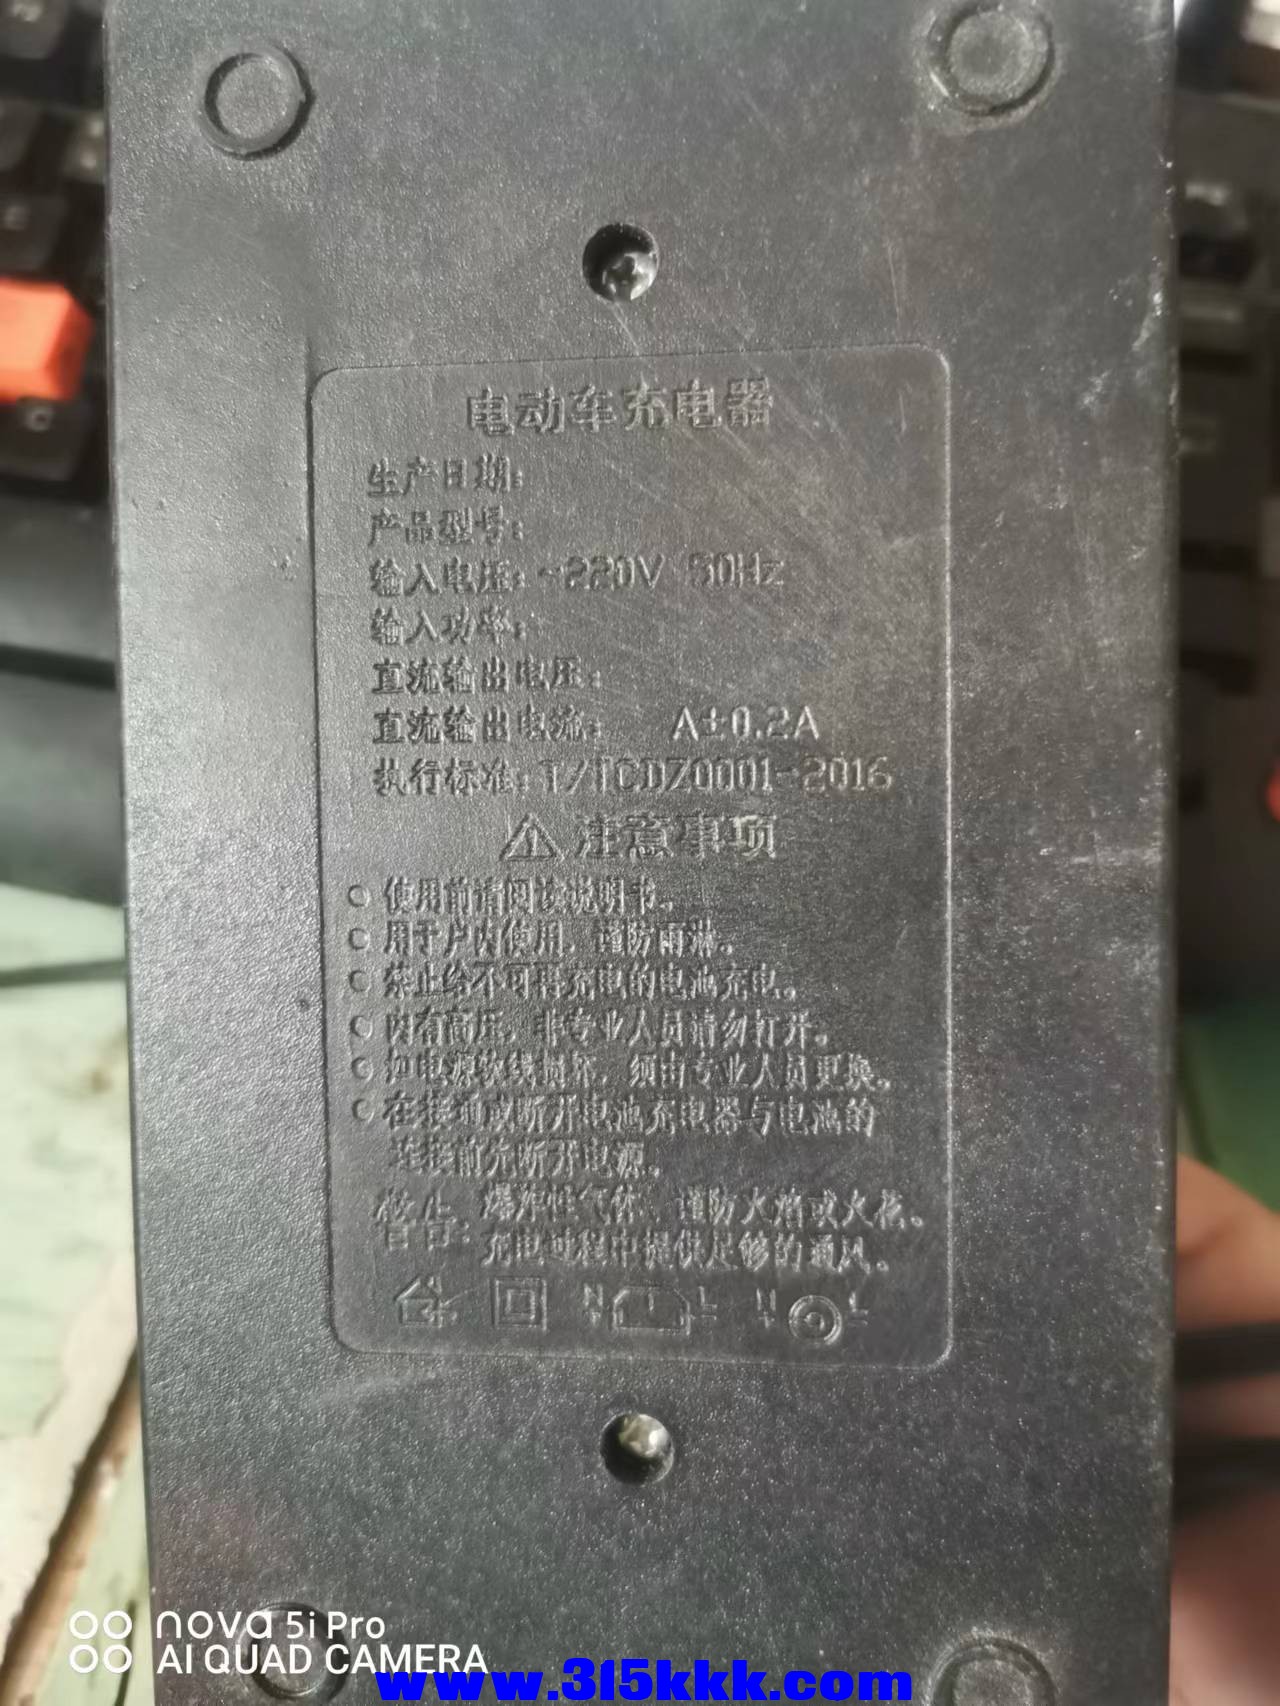 电动车充电器
生产日期:
产品型号:
输入电压: ~220V 50Hz
输入功率:
直流输出电压:
直流输出电流: A±0.2A
执行标准: T/TCDZ0001-2016
注意事项
使用前请阅读说明书。
用于户内使用，谨防雨淋。
禁止给不可再充电的电池充电。
内有高压，非专业人员请勿打开。
如电源软线损坏，须由专业人员更换。
在接通或断开电池充电器与电池的
连接前先断开电源。
警告: 爆炸性气体，谨防火焰或火花。
充电过程中提供足够的通风。
nova 5i Pro
AI QUAD CAMERA
www.315kkk.com